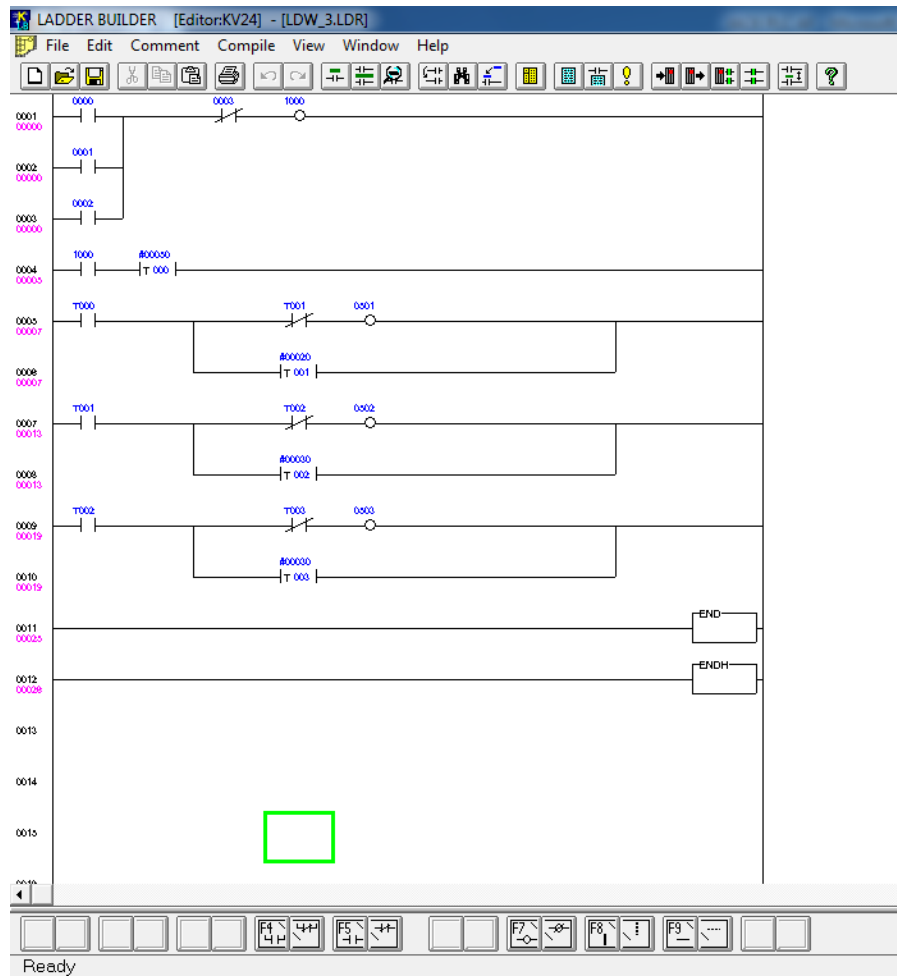 LADDER BUILDER [Editor:KV24] - [LDW_3.LDR]
File Edit Comment Compile View Window Help
0000 0003 1000
0001
00000
0001
0002
00000
0002
0003
00000
1000 #00050
0004 T 000
00005
T000 T001 0501
0005
00007
#00020
0006 T 001
00007
T001 T002 0502
0007
00013
#00030
0008 T 002
00013
T002 T003 0503
0009
00019
#00030
0010 T 003
00019
END
0011
00025
ENDH
0012
00028
0013
0014
0015
F4 F5 F7 F8 F9
Ready